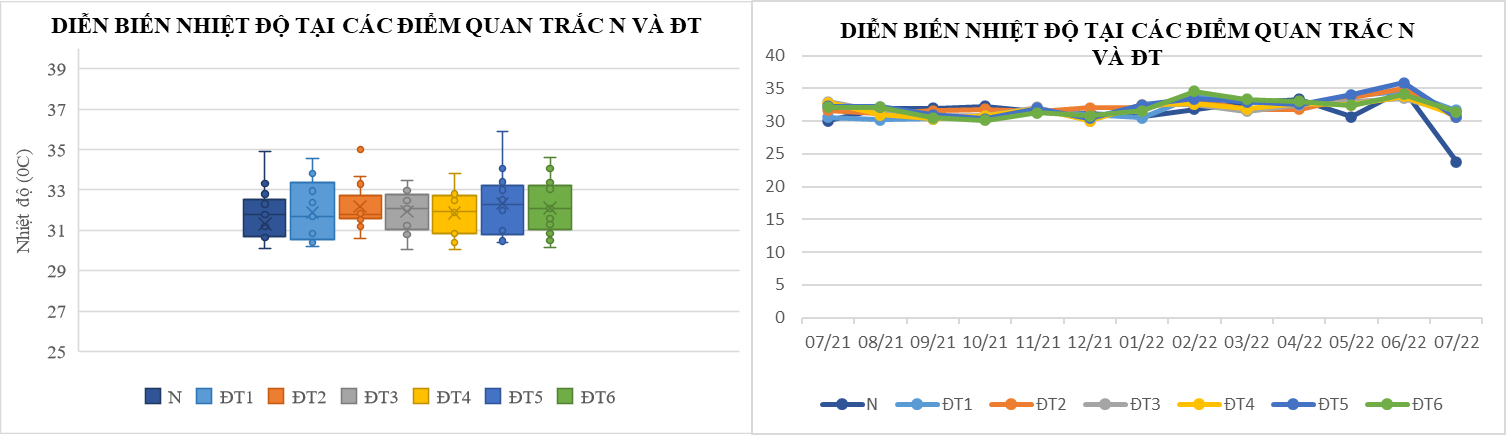 DIỄN BIẾN NHIỆT ĐỘ TẠI CÁC ĐIỂM QUAN TRẮC N VÀ ĐT
Nhiệt độ (0C)
39
37
35
33
31
29
27
25
N ĐT1 ĐT2 ĐT3 ĐT4 ĐT5 ĐT6
DIỄN BIẾN NHIỆT ĐỘ TẠI CÁC ĐIỂM QUAN TRẮC N
VÀ ĐT
40
35
30
25
20
15
10
5
0
07/21 08/21 09/21 10/21 11/21 12/21 01/22 02/22 03/22 04/22 05/22 06/22 07/22
N ĐT1 ĐT2 ĐT3 ĐT4 ĐT5 ĐT6